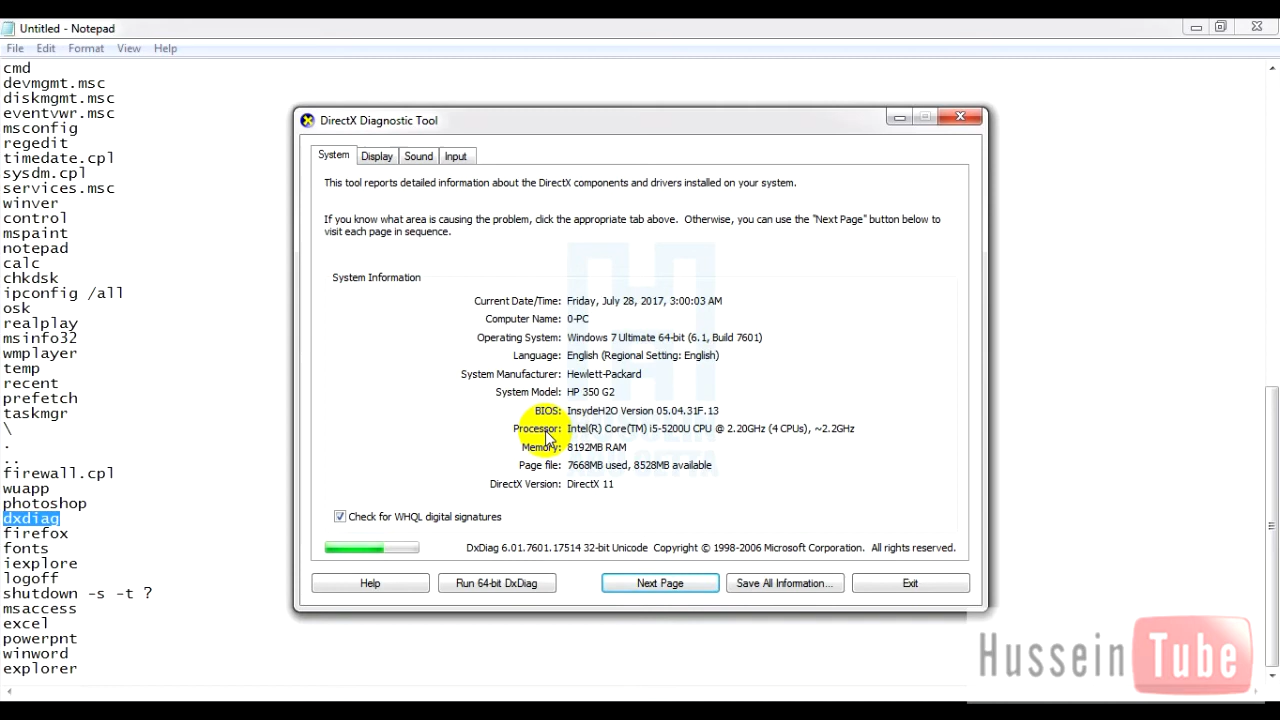 Untitled - Notepad
File Edit Format View Help
cmd
devmgmt.msc
diskmgmt.msc
eventvwr.msc
msconfig
regedit
timedate.cpl
sysdm.cpl
services.msc
winver
control
mspaint
notepad
calc
chkdsk
ipconfig /all
osk
realplay
msinfo32
wmplayer
temp
recent
prefetch
taskmgr
\
.
..
firewall.cpl
wuapp
photoshop
dxdiag
firefox
fonts
iexplore
logoff
shutdown -s -t ?
msaccess
excel
powerpnt
winword
explorer
DirectX Diagnostic Tool
System Display Sound Input
This tool reports detailed information about the DirectX components and drivers installed on your system.
If you know what area is causing the problem, click the appropriate tab above. Otherwise, you can use the "Next Page" button below to
visit each page in sequence.
System Information
Current Date/Time: Friday, July 28, 2017, 3:00:03 AM
Computer Name: 0-PC
Operating System: Windows 7 Ultimate 64-bit (6.1, Build 7601)
Language: English (Regional Setting: English)
System Manufacturer: Hewlett-Packard
System Model: HP 350 G2
BIOS: InsydeH2O Version 05.04.31F.13
Processor: Intel(R) Core(TM) i5-5200U CPU @ 2.20GHz (4 CPUs), ~2.2GHz
Memory: 8192MB RAM
Page file: 7668MB used, 8528MB available
DirectX Version: DirectX 11
Check for WHQL digital signatures
DxDiag 6.01.7601.17514 32-bit Unicode Copyright © 1998-2006 Microsoft Corporation. All rights reserved.
Help Run 64-bit DxDiag Next Page Save All Information... Exit
Hussein Tube